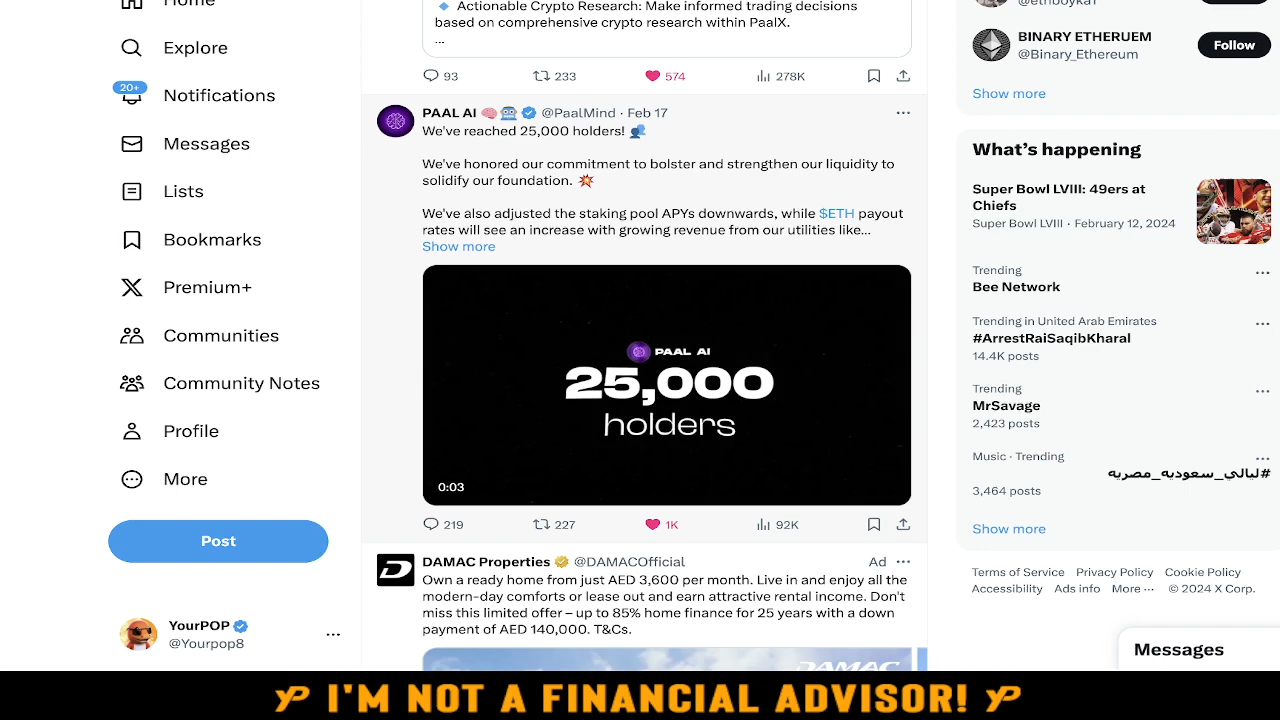 Home
Explore
20+
Notifications
Messages
Lists
Bookmarks
Premium+
Communities
Community Notes
Profile
More
Post
YourPOP
@Yourpop8
Actionable Crypto Research: Make informed trading decisions
based on comprehensive crypto research within PaalX.
...
93 233 574 278K
PAAL AI @PaalMind · Feb 17
We've reached 25,000 holders!
We've honored our commitment to bolster and strengthen our liquidity to
solidify our foundation.
We've also adjusted the staking pool APYs downwards, while $ETH payout
rates will see an increase with growing revenue from our utilities like...
Show more
PAAL AI
25,000
holders
0:03
219 227 1K 92K
DAMAC Properties @DAMACOfficial Ad
Own a ready home from just AED 3,600 per month. Live in and enjoy all the
modern-day comforts or lease out and earn attractive rental income. Don't
miss this limited offer – up to 85% home finance for 25 years with a down
payment of AED 140,000. T&Cs.
DAMAC
@ethboyka1
BINARY ETHERUEM
@Binary_Ethereum
Follow
Show more
What's happening
Super Bowl LVIII: 49ers at
Chiefs
Super Bowl LVIII · February 12, 2024
Trending
Bee Network
Trending in United Arab Emirates
#ArrestRaiSaqibKharal
14.4K posts
Trending
MrSavage
2,423 posts
Music · Trending
#ليالي_سعوديه_مصريه
3,464 posts
Show more
Terms of Service Privacy Policy Cookie Policy
Accessibility Ads info More ··· © 2024 X Corp.
Messages
YP I'M NOT A FINANCIAL ADVISOR! YP